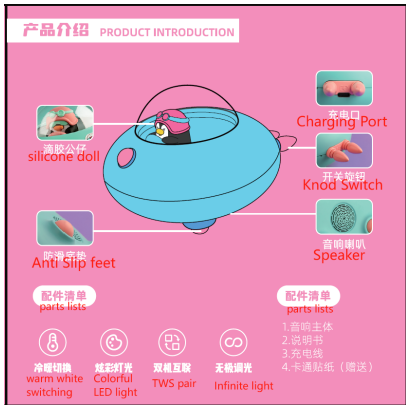 产品介绍 PRODUCT INTRODUCTION
滴胶公仔
silicone doll
充电口
Charging Port
开关旋钮
Knod Switch
防滑底垫
Anti Slip feet
音响喇叭
Speaker
配件清单
parts lists
配件清单
parts lists
冷暖切换
warm white
switching
炫彩灯光
Colorful
LED light
双机互联
TWS pair
无极调光
Infinite light
1.音响主体
2.说明书
3.充电线
4.卡通贴纸（赠送）